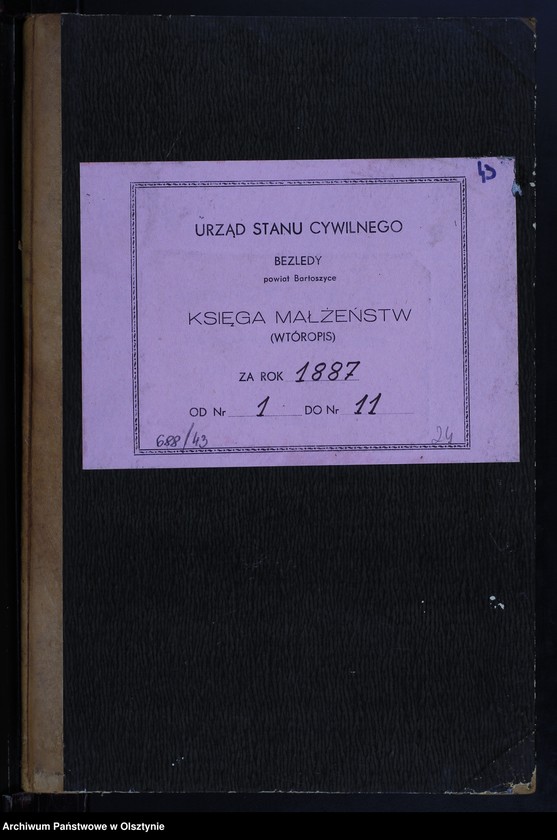 43
URZĄD STANU CYWILNEGO
BEZLEDY
powiat Bartoszyce
KSIĘGA MAŁŻEŃSTW
(WTÓROPIS)
ZA ROK 1887
OD Nr 1 DO Nr 11
688/43 24
Archiwum Państwowe w Olsztynie